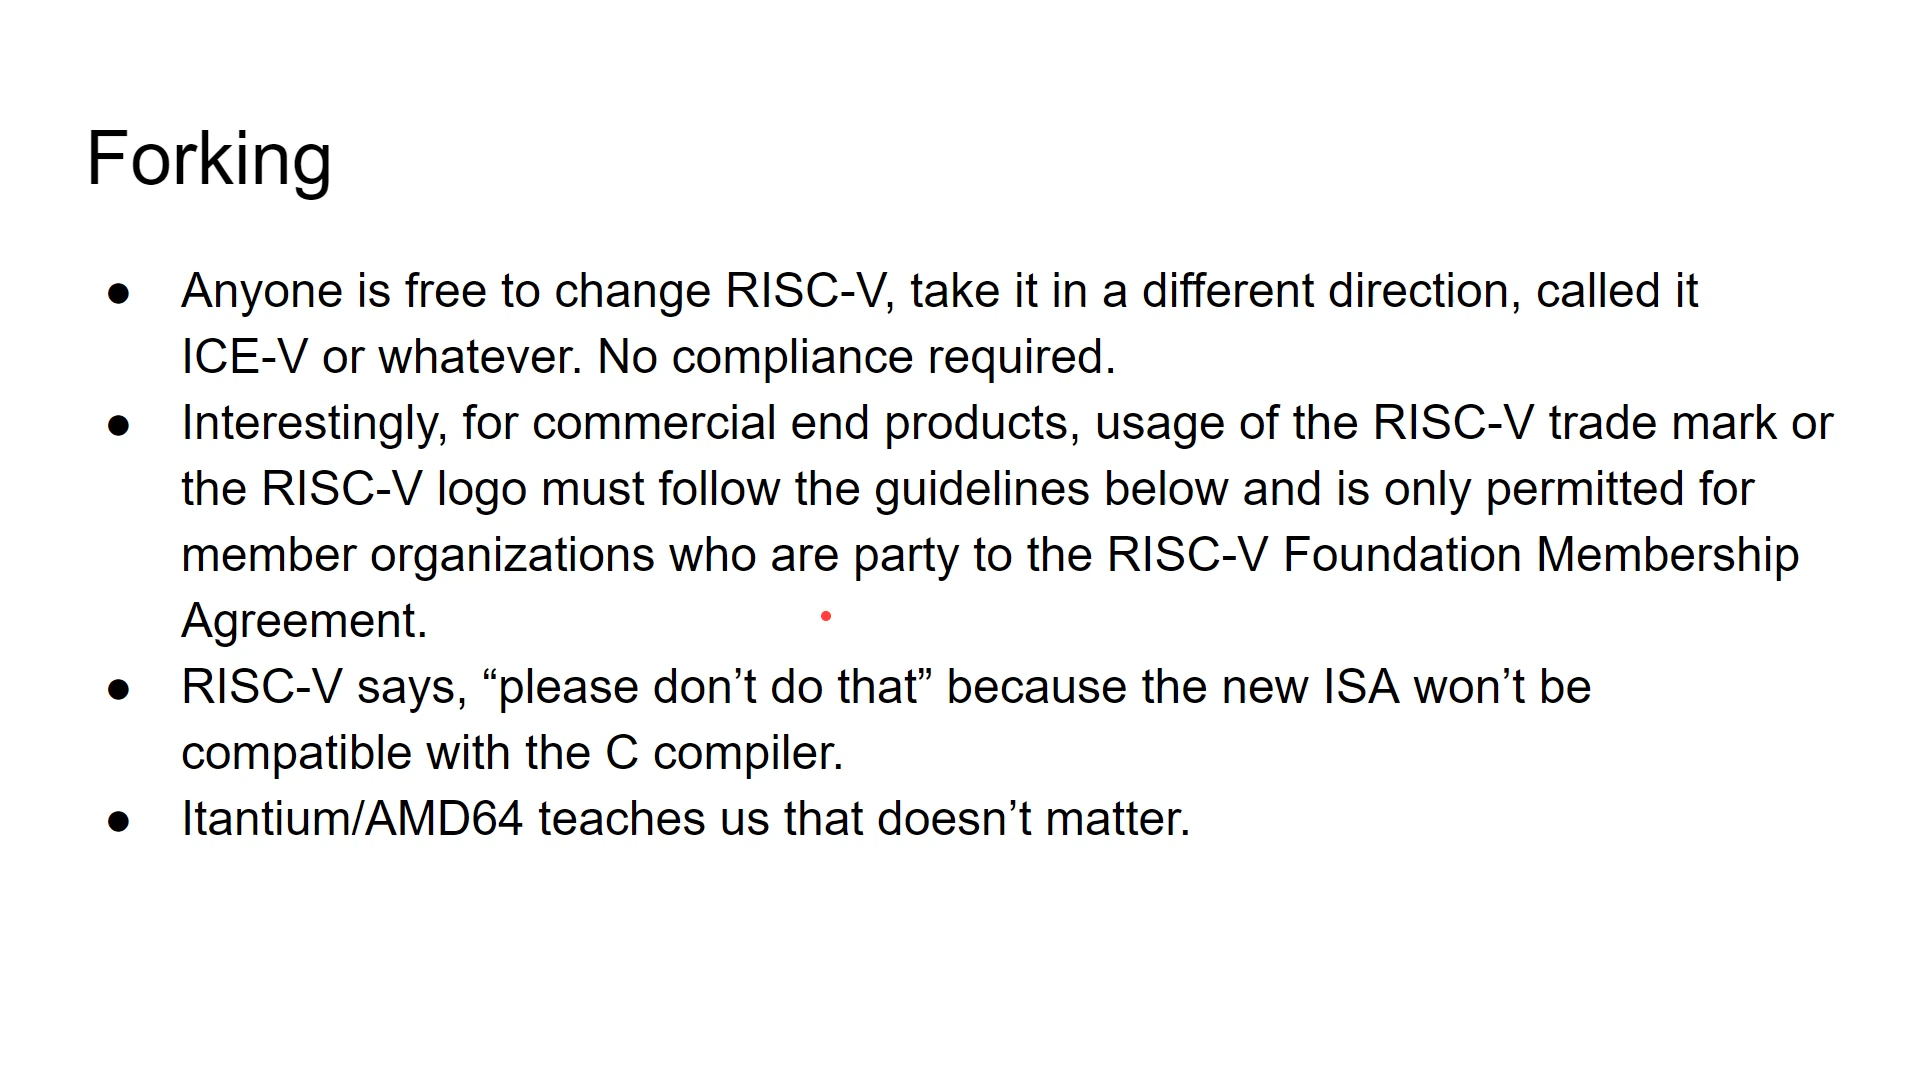 Forking
● Anyone is free to change RISC-V, take it in a different direction, called it
ICE-V or whatever. No compliance required.
● Interestingly, for commercial end products, usage of the RISC-V trade mark or
the RISC-V logo must follow the guidelines below and is only permitted for
member organizations who are party to the RISC-V Foundation Membership
Agreement.
● RISC-V says, “please don’t do that” because the new ISA won’t be
compatible with the C compiler.
● Itantium/AMD64 teaches us that doesn’t matter.